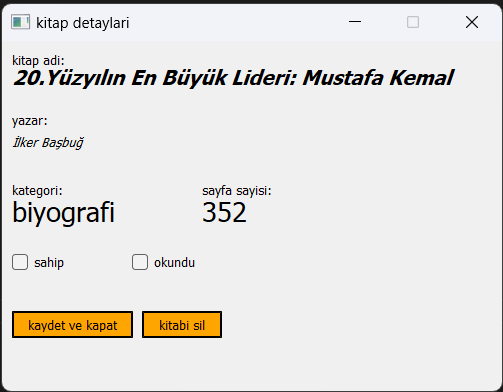 kitap detaylari
kitap adi:
20.Yüzyılın En Büyük Lideri: Mustafa Kemal
yazar:
İlker Başbuğ
kategori: sayfa sayisi:
biyografi 352
sahip okundu
kaydet ve kapat kitabi sil